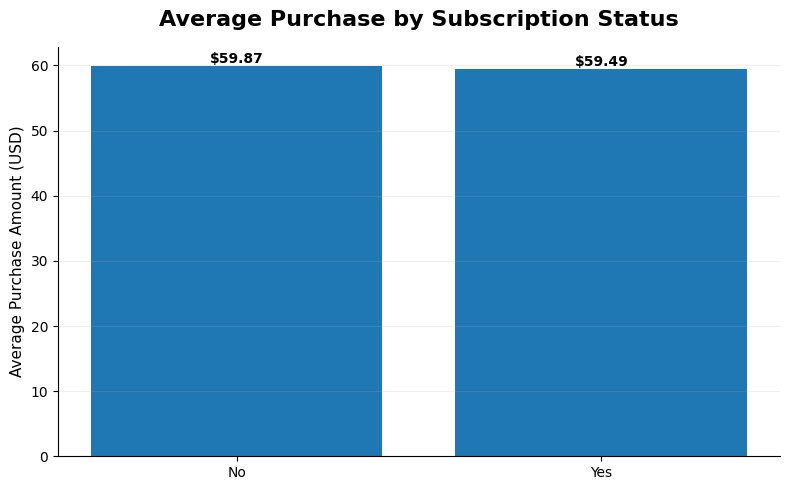 Average Purchase by Subscription Status
Average Purchase Amount (USD)
60
50
40
30
20
10
0
$59.87
$59.49
No
Yes